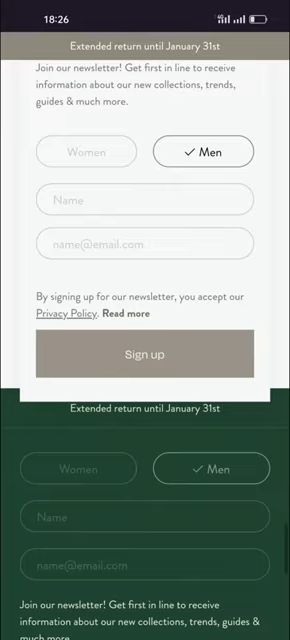 18:26
4G
Extended return until January 31st
Join our newsletter! Get first in line to receive
information about our new collections, trends,
guides & much more.
Women
Men
Name
name@email.com
By signing up for our newsletter, you accept our
Privacy Policy. Read more
Sign up
Extended return until January 31st
Women
Men
Name
name@email.com
Join our newsletter! Get first in line to receive
information about our new collections, trends, guides &
much more.